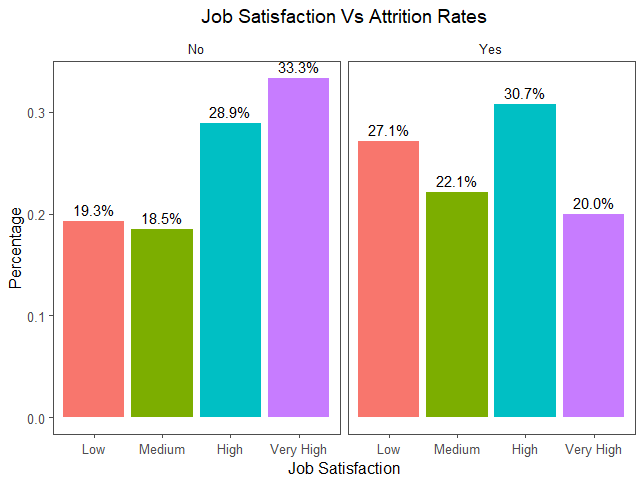 Job Satisfaction Vs Attrition Rates
No
Yes
33.3%
30.7%
28.9%
27.1%
22.1%
20.0%
19.3%
18.5%
0.3
0.2
0.1
0.0
Percentage
Low Medium High Very High Low Medium High Very High
Job Satisfaction